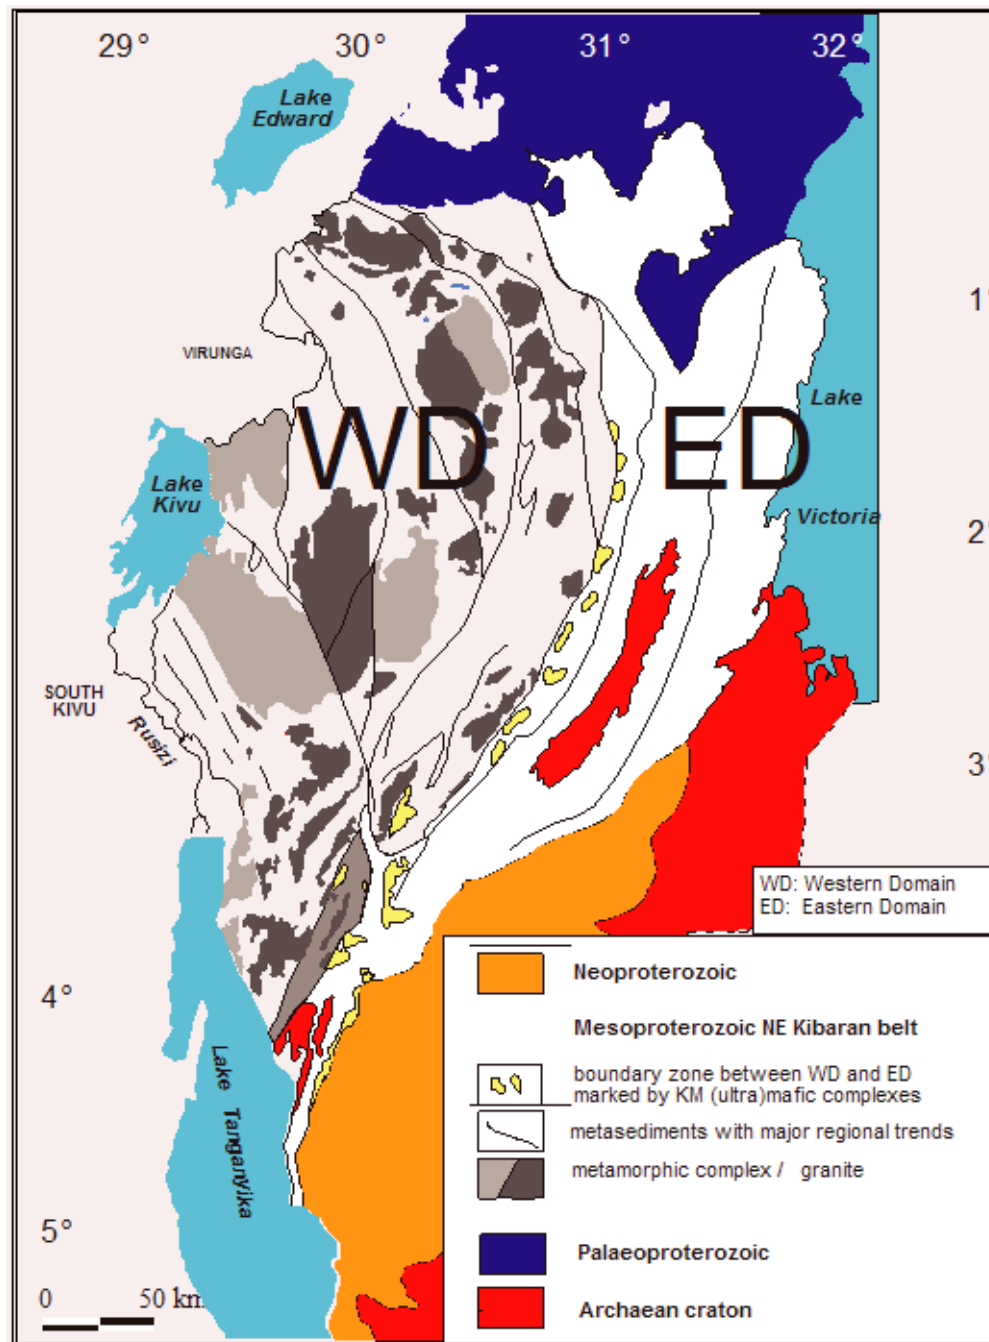 29° 30° 31° 32°
Lake
Edward
1°
VIRUNGA
WD ED
Lake
Lake
Kivu
Victoria
2°
SOUTH
KIVU
Rusizi
3°
WD: Western Domain
ED: Eastern Domain
Neoproterozoic
4°
Mesoproterozoic NE Kibaran belt
boundary zone between WD and ED
marked by KM (ultra)mafic complexes
Lake Tanganyika
metasediments with major regional trends
metamorphic complex / granite
5°
Palaeoproterozoic
0 50 km
Archaean craton